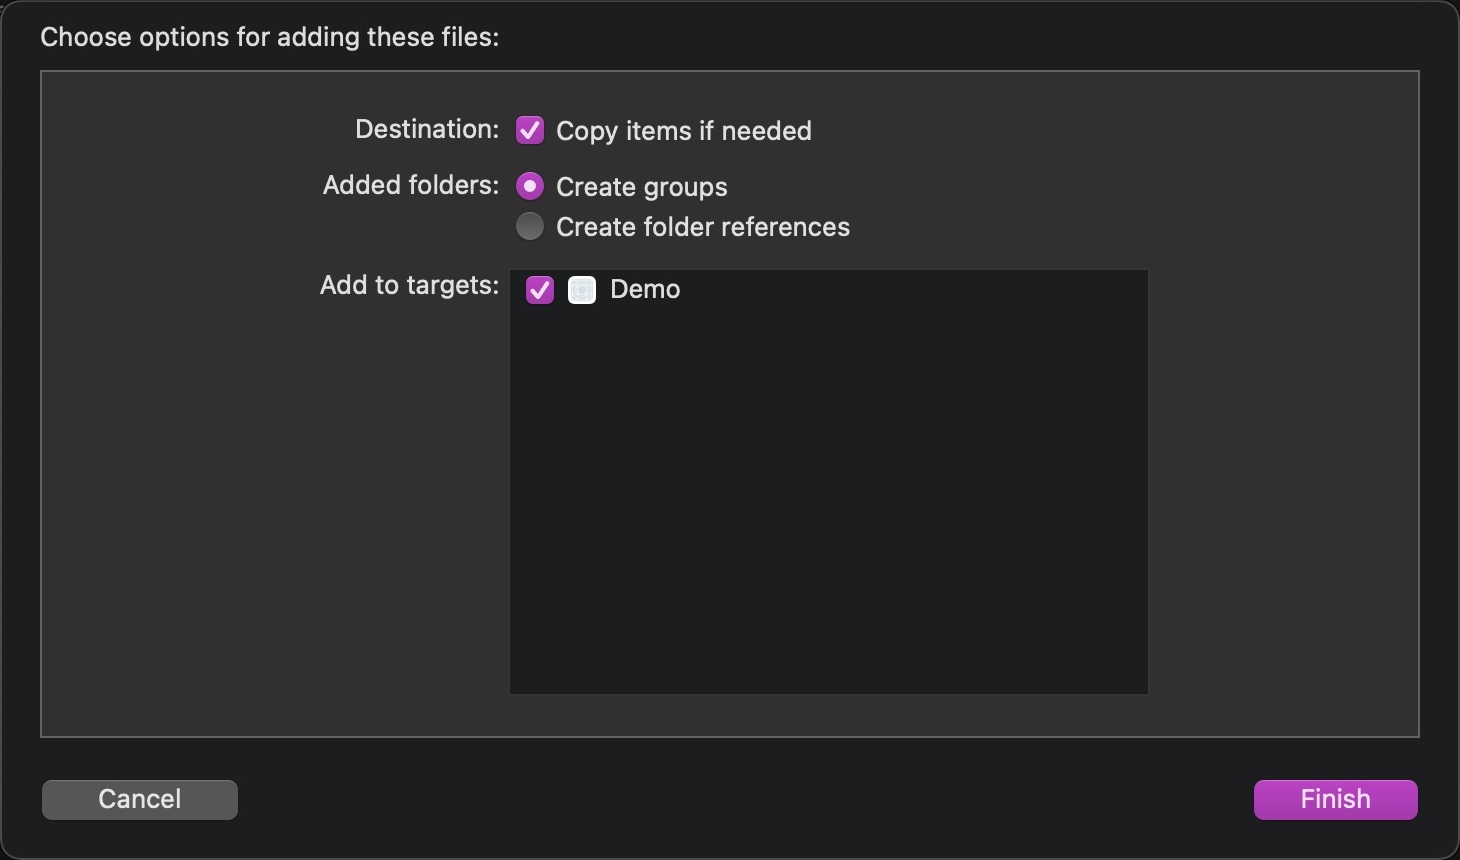 Choose options for adding these files:
Destination: Copy items if needed
Added folders: Create groups
Create folder references
Add to targets: Demo
Cancel Finish